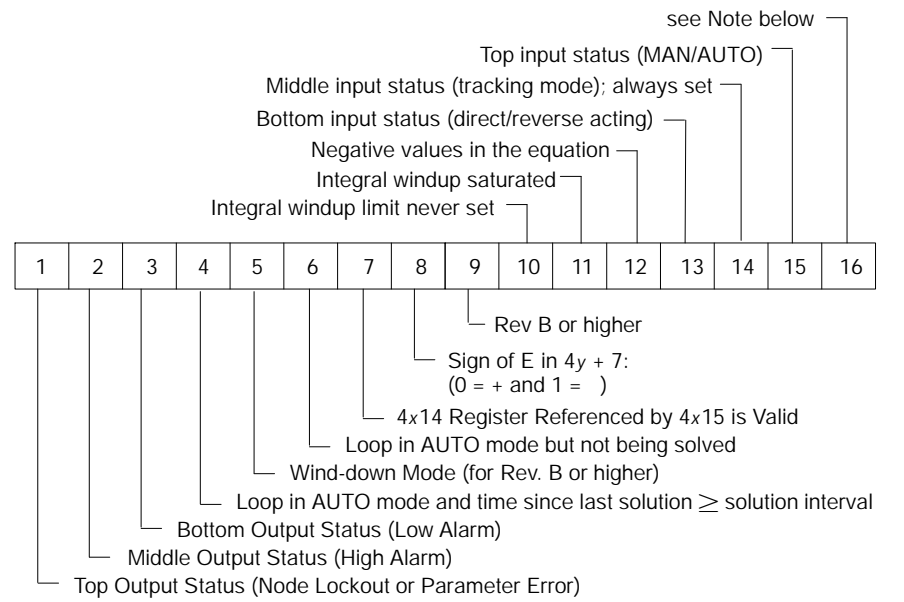 see Note below
Top input status (MAN/AUTO)
Middle input status (tracking mode); always set
Bottom input status (direct/reverse acting)
Negative values in the equation
Integral windup saturated
Integral windup limit never set
1 2 3 4 5 6 7 8 9 10 11 12 13 14 15 16
Rev B or higher
Sign of E in 4y + 7:
(0 = + and 1 = )
4x14 Register Referenced by 4x15 is Valid
Loop in AUTO mode but not being solved
Wind-down Mode (for Rev. B or higher)
Loop in AUTO mode and time since last solution ≥ solution interval
Bottom Output Status (Low Alarm)
Middle Output Status (High Alarm)
Top Output Status (Node Lockout or Parameter Error)